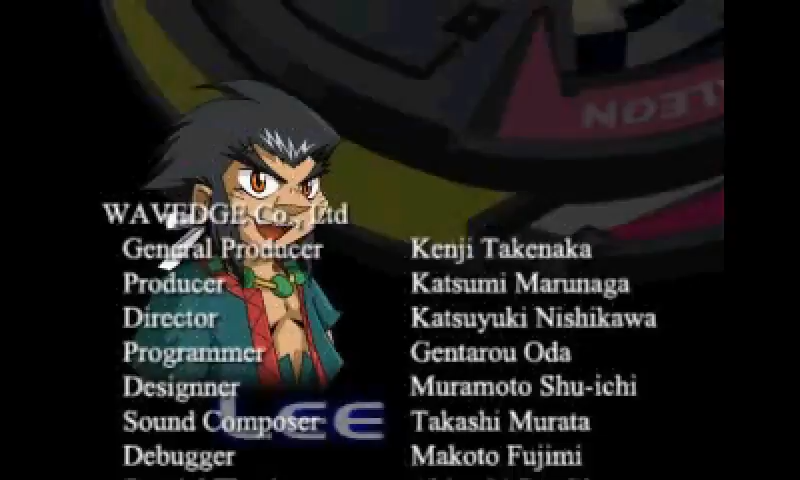 NOƎ⅃A
WAVEDGE Co., Ltd
General Producer Kenji Takenaka
Producer Katsumi Marunaga
Director Katsuyuki Nishikawa
Programmer Gentarou Oda
Designner Muramoto Shu-ichi
Sound Composer Takashi Murata
Lee
Debugger Makoto Fujimi